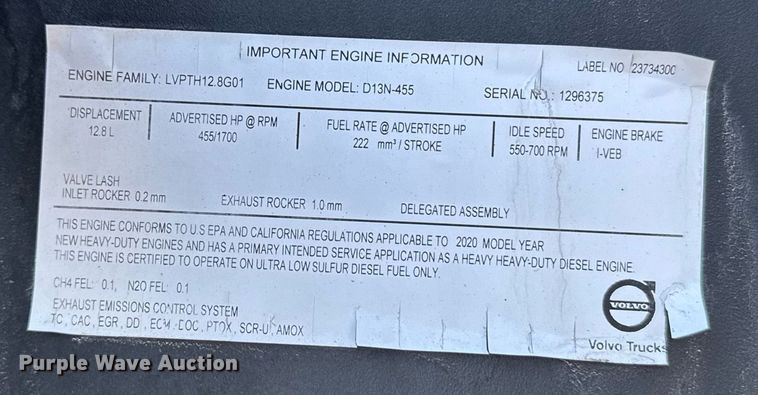 IMPORTANT ENGINE INFORMATION
LABEL NO 23734300
ENGINE FAMILY: LVPTH12.8G01 ENGINE MODEL: D13N-455 SERIAL NO.: 1296375
DISPLACEMENT ADVERTISED HP @ RPM FUEL RATE @ ADVERTISED HP IDLE SPEED ENGINE BRAKE
12.8 L 455/1700 222 mm³ / STROKE 550-700 RPM I-VEB
VALVE LASH
INLET ROCKER 0.2 mm EXHAUST ROCKER 1.0 mm DELEGATED ASSEMBLY
THIS ENGINE CONFORMS TO U.S EPA AND CALIFORNIA REGULATIONS APPLICABLE TO 2020 MODEL YEAR
NEW HEAVY-DUTY ENGINES AND HAS A PRIMARY INTENDED SERVICE APPLICATION AS A HEAVY HEAVY-DUTY DIESEL ENGINE.
THIS ENGINE IS CERTIFIED TO OPERATE ON ULTRA LOW SULFUR DIESEL FUEL ONLY.
CH4 FEL: 0.1, N2O FEL: 0.1
EXHAUST EMISSIONS CONTROL SYSTEM
TC, CAC, EGR, DDI, ECM, DOC, PTOX, SCR-U, AMOX
VOLVO
Volvo Trucks
Purple Wave Auction